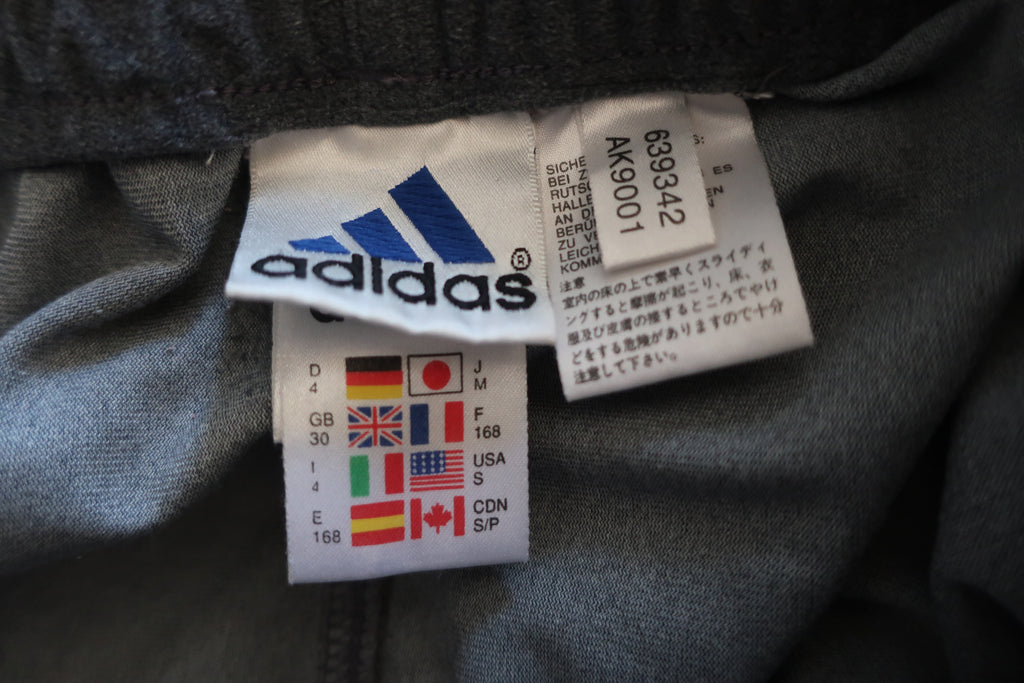 adidas®
D
4
J
M
GB
30
F
168
I
4
USA
S
E
168
CDN
S/P
639342
AK9001
SICHE
BEI Z
RUTS
HALLE
AN D
BERÜ
ZU V
LEICH
KOMM
S:
ES
EN
注意
室内の床の上で素早くスライディ
ングすると摩擦が起こり、床、衣
服及び皮膚の接するところでやけ
どをする危険がありますので十分
注意して下さい。